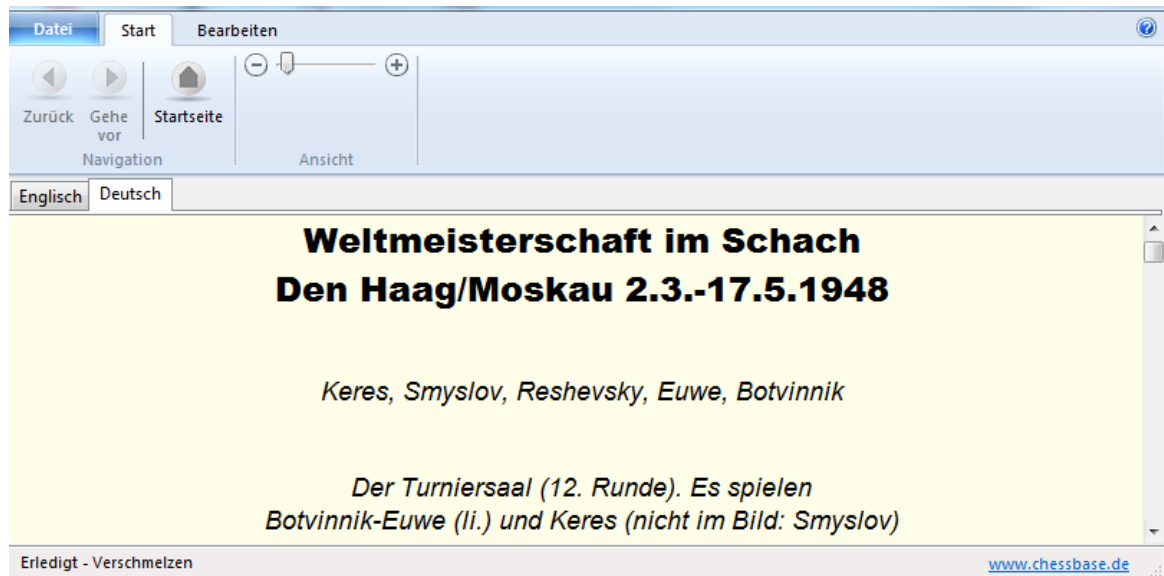 Datei Start Bearbeiten
Zurück Gehe vor Startseite
Navigation Ansicht
Englisch Deutsch
Weltmeisterschaft im Schach
Den Haag/Moskau 2.3.-17.5.1948
Keres, Smyslov, Reshevsky, Euwe, Botvinnik
Der Turniersaal (12. Runde). Es spielen
Botvinnik-Euwe (li.) und Keres (nicht im Bild: Smyslov)
Erledigt - Verschmelzen www.chessbase.de